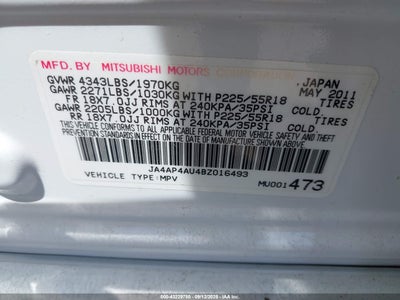 MFD BY MITSUBISHI MOTORS CORPORATION JAPAN
GVWR 4343LBS/1970KG MAY 2011
GAWR 2271LBS/1030KG WITH P225/55R18 TIRES
FR 18X7.0JJ RIMS AT 240KPA/35PSI COLD
GAWR 2205LBS/1000KG WITH P225/55R18 TIRES
RR 18X7.0JJ RIMS AT 240KPA/35PSI COLD
THIS VEHICLE CONFORMS TO ALL APPLICABLE
FEDERAL MOTOR VEHICLE SAFETY AND THEFT
PREVENTION STANDARDS IN EFFECT ON THE DATE
OF MANUFACTURE SHOWN ABOVE.
JA4AP4AU4BZ016493
VEHICLE TYPE:MPV MU001473